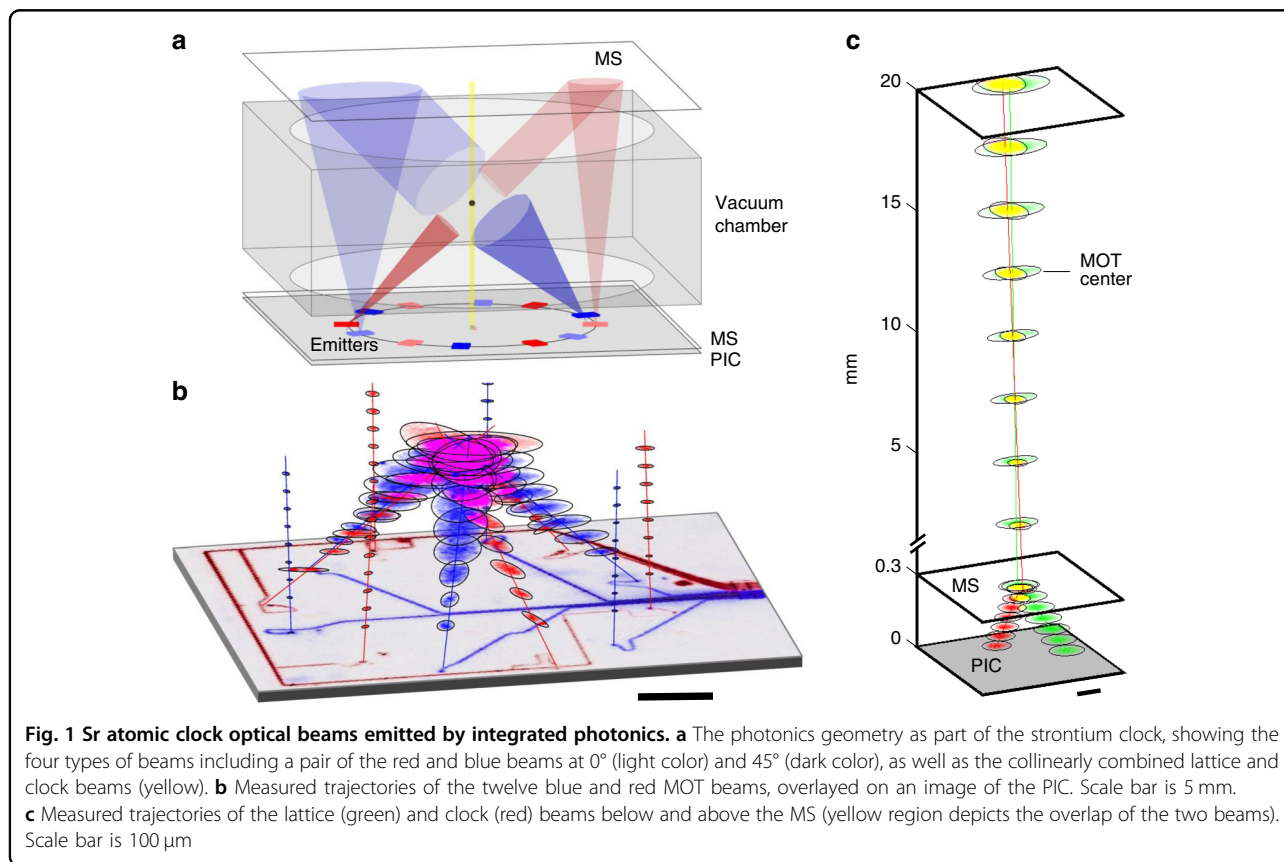 a
MS
Vacuum
chamber
Emitters
MS
PIC
b
c
20
15
MOT
center
10
mm
5
0.3
MS
0
PIC
Fig. 1 Sr atomic clock optical beams emitted by integrated photonics. a The photonics geometry as part of the strontium clock, showing the
four types of beams including a pair of the red and blue beams at 0° (light color) and 45° (dark color), as well as the collinearly combined lattice and
clock beams (yellow). b Measured trajectories of the twelve blue and red MOT beams, overlayed on an image of the PIC. Scale bar is 5 mm.
c Measured trajectories of the lattice (green) and clock (red) beams below and above the MS (yellow region depicts the overlap of the two beams).
Scale bar is 100 μm